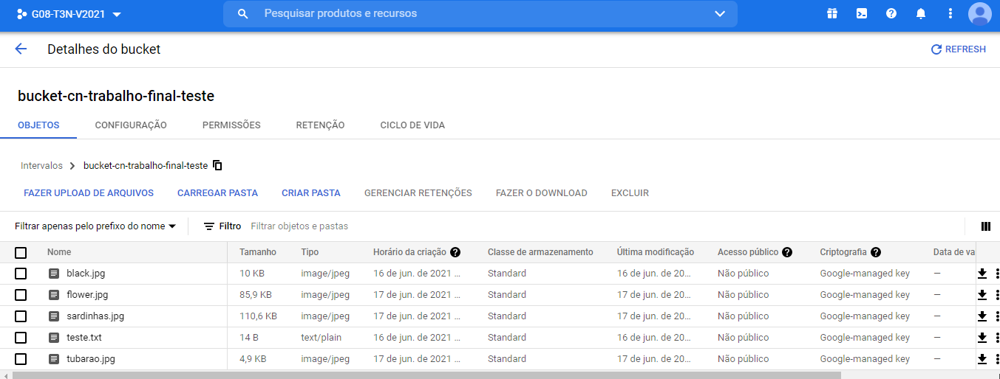 G08-T3N-V2021 Pesquisar produtos e recursos
Detalhes do bucket REFRESH
bucket-cn-trabalho-final-teste
OBJETOS CONFIGURAÇÃO PERMISSÕES RETENÇÃO CICLO DE VIDA
Intervalos bucket-cn-trabalho-final-teste
FAZER UPLOAD DE ARQUIVOS CARREGAR PASTA CRIAR PASTA GERENCIAR RETENÇÕES FAZER O DOWNLOAD EXCLUIR
Filtrar apenas pelo prefixo do nome Filtro Filtrar objetos e pastas
Nome Tamanho Tipo Horário da criação Classe de armazenamento Última modificação Acesso público Criptografia Data de va
black.jpg 10 KB image/jpeg 16 de jun. de 2021 ... Standard 16 de jun. de 20... Não público Google-managed key —
flower.jpg 85,9 KB image/jpeg 17 de jun. de 2021 ... Standard 17 de jun. de 20... Não público Google-managed key —
sardinhas.jpg 110,6 KB image/jpeg 17 de jun. de 2021 ... Standard 17 de jun. de 20... Não público Google-managed key —
teste.txt 14 B text/plain 16 de jun. de 2021 ... Standard 16 de jun. de 20... Não público Google-managed key —
tubarao.jpg 4,9 KB image/jpeg 17 de jun. de 2021 ... Standard 17 de jun. de 20... Não público Google-managed key —